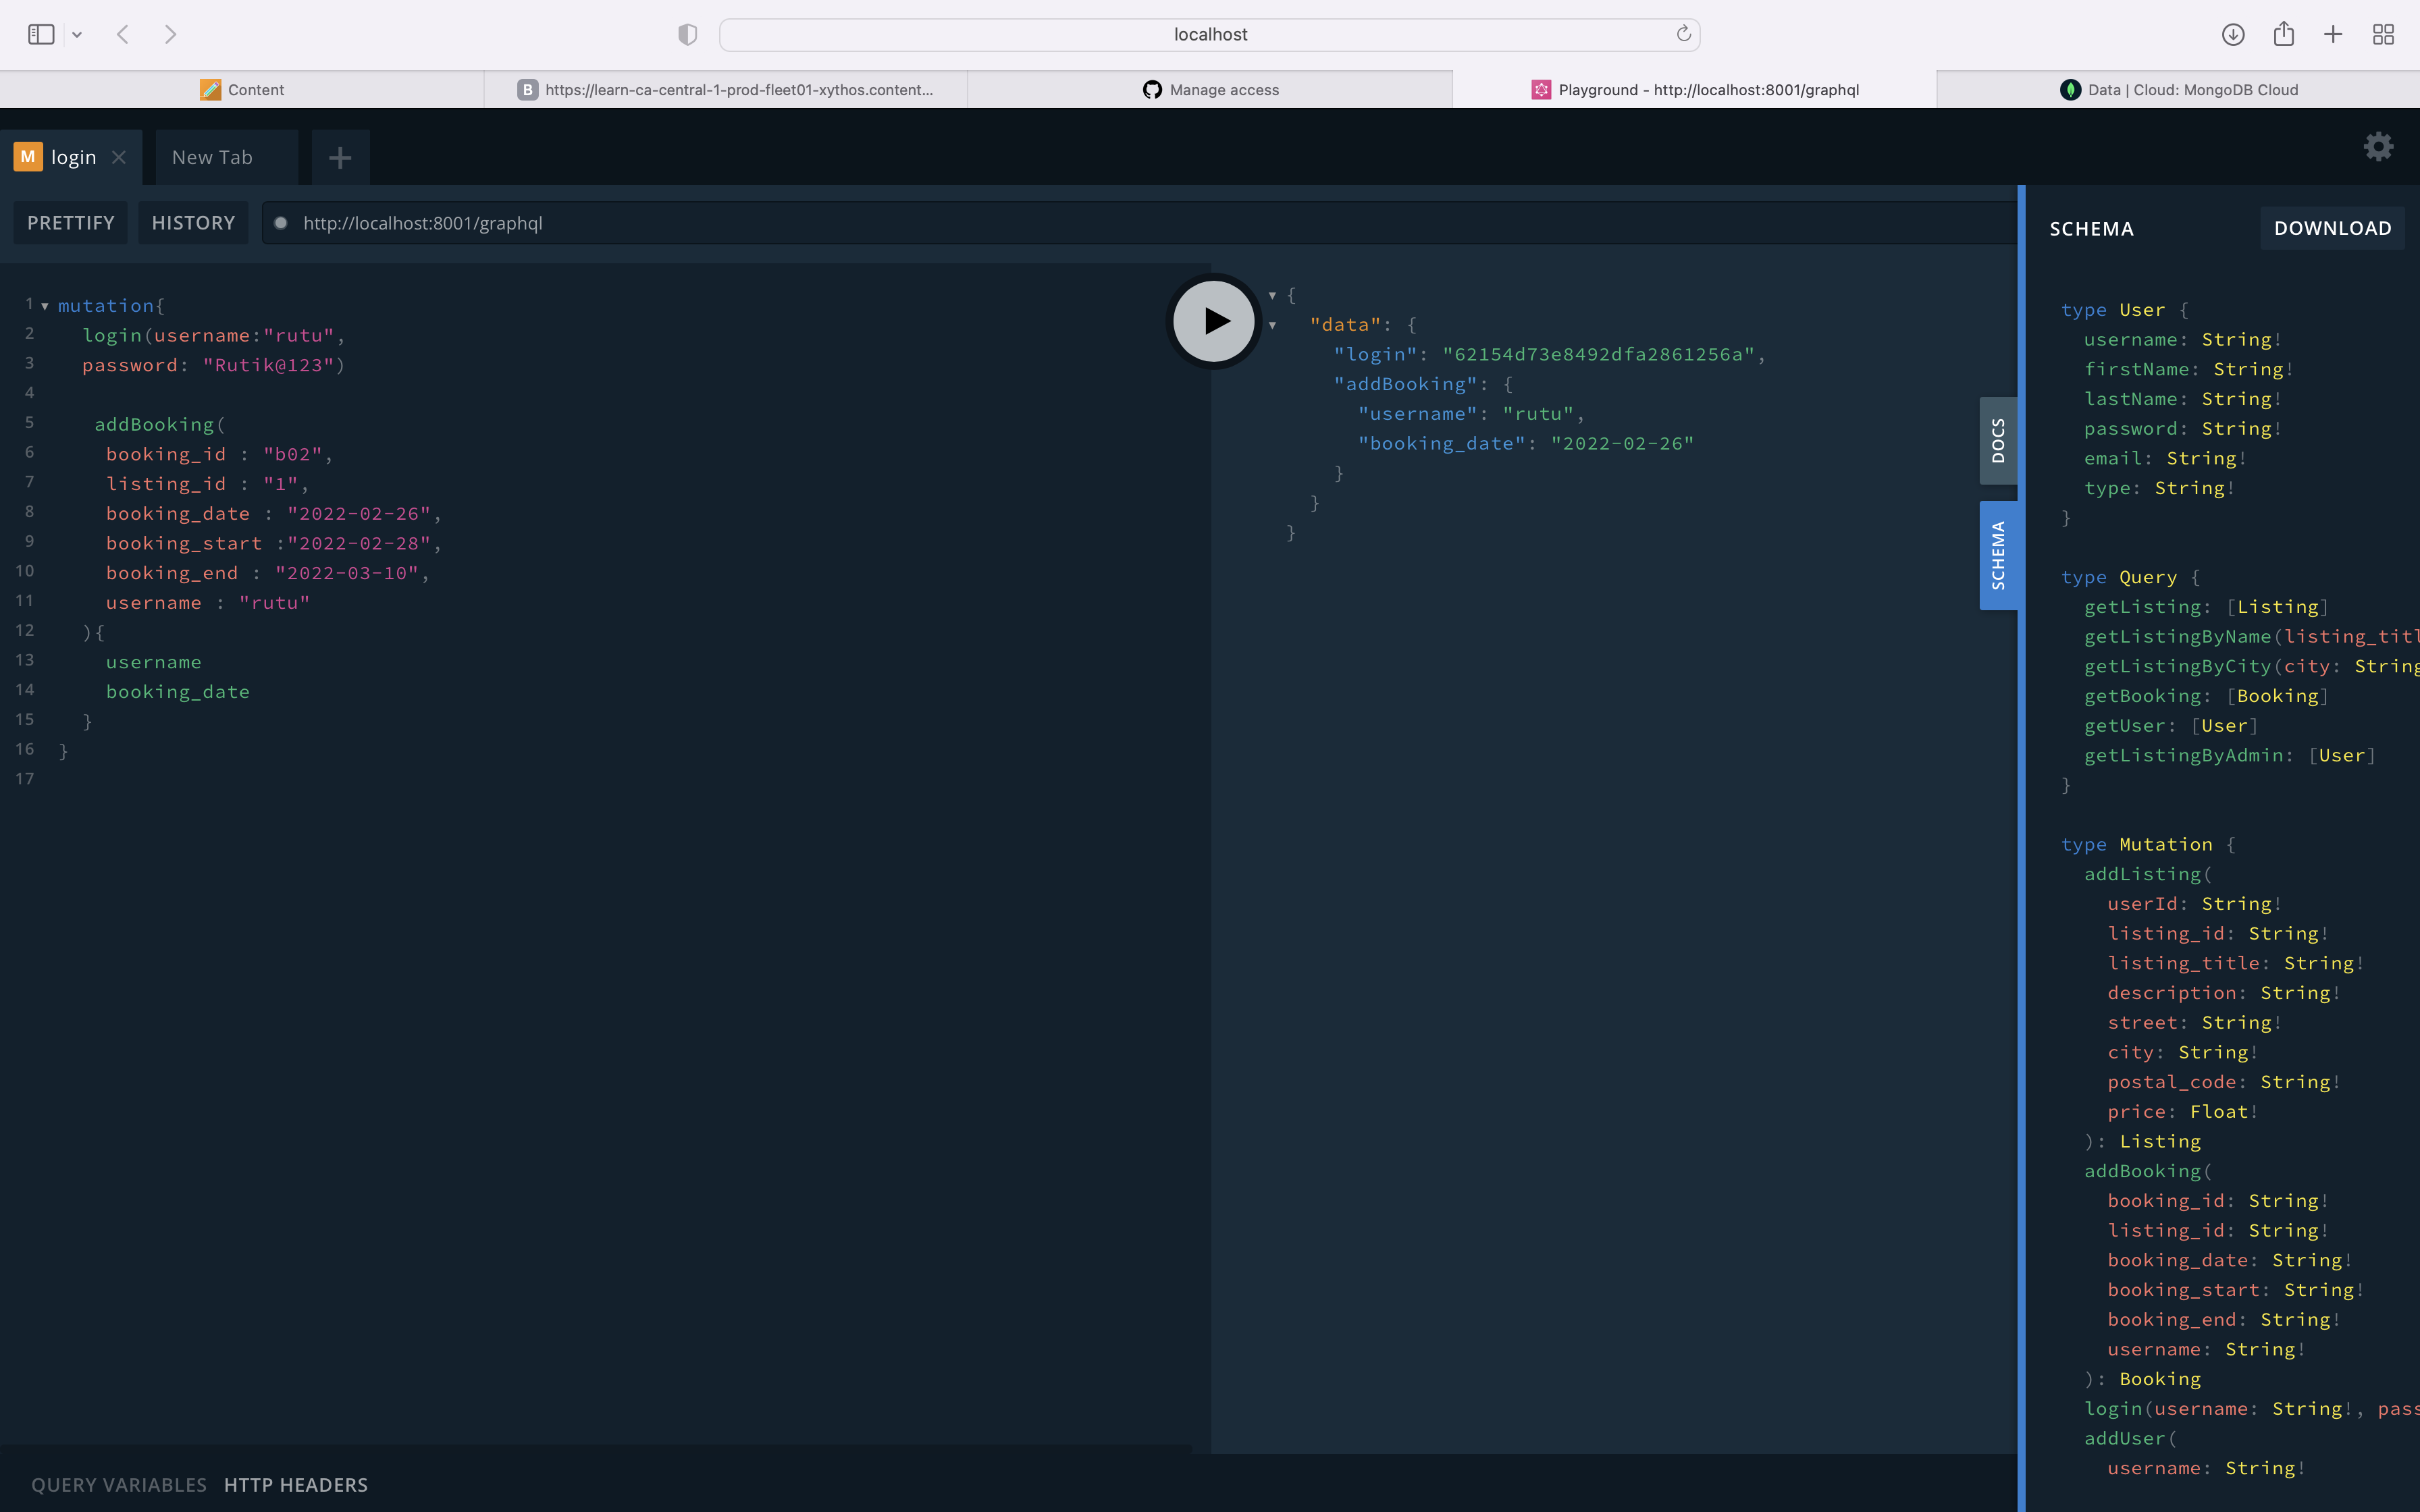 localhost
Content
B https://learn-ca-central-1-prod-fleet01-xythos.content...
Manage access
Playground - http://localhost:8001/graphql
Data | Cloud: MongoDB Cloud
M login
New Tab
PRETTIFY
HISTORY
http://localhost:8001/graphql
1 mutation{
2 login(username:"rutu",
3 password: "Rutik@123")
4
5 addBooking(
6 booking_id : "b02",
7 listing_id : "1",
8 booking_date : "2022-02-26",
9 booking_start :"2022-02-28",
10 booking_end : "2022-03-10",
11 username : "rutu"
12 ){
13 username
14 booking_date
15 }
16 }
17
{
"data": {
"login": "62154d73e8492dfa2861256a",
"addBooking": {
"username": "rutu",
"booking_date": "2022-02-26"
}
}
}
DOCS
SCHEMA
SCHEMA
DOWNLOAD
type User {
username: String!
firstName: String!
lastName: String!
password: String!
email: String!
type: String!
}
type Query {
getListing: [Listing]
getListingByName(listing_titl
getListingByCity(city: String
getBooking: [Booking]
getUser: [User]
getListingByAdmin: [User]
}
type Mutation {
addListing(
userId: String!
listing_id: String!
listing_title: String!
description: String!
street: String!
city: String!
postal_code: String!
price: Float!
): Listing
addBooking(
booking_id: String!
listing_id: String!
booking_date: String!
booking_start: String!
booking_end: String!
username: String!
): Booking
login(username: String!, pass
addUser(
username: String!
QUERY VARIABLES
HTTP HEADERS